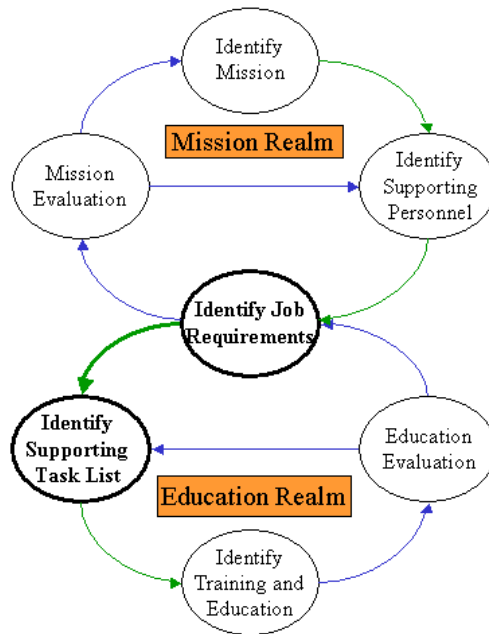 Identify
Mission
Mission Realm
Mission
Evaluation
Identify
Supporting
Personnel
Identify Job
Requirements
Identify
Supporting
Task List
Education
Evaluation
Education Realm
Identify
Training and
Education